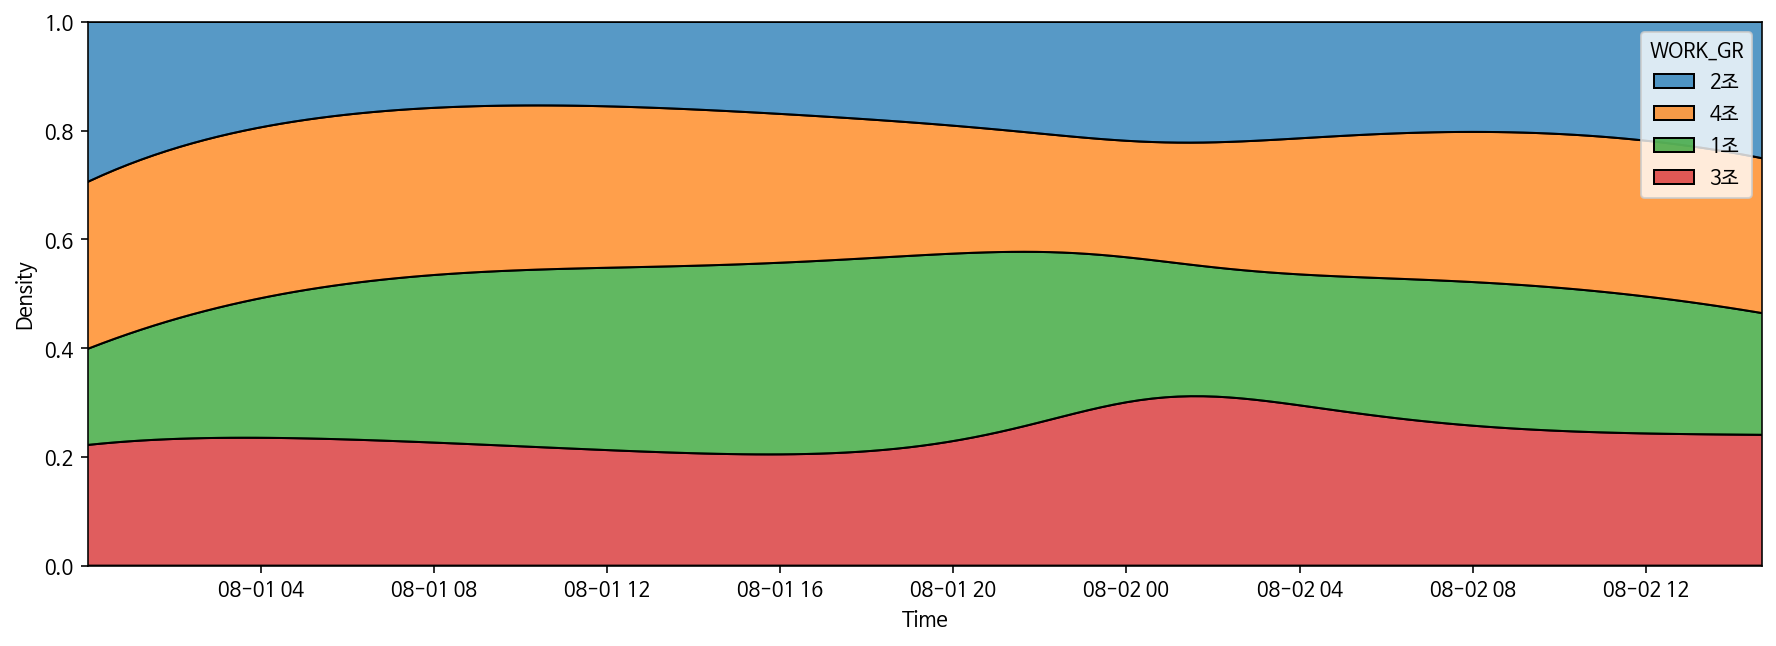 1.0
0.8
0.6
0.4
0.2
0.0
Density
WORK_GR
2조
4조
1조
3조
08-01 04
08-01 08
08-01 12
08-01 16
08-01 20
08-02 00
08-02 04
08-02 08
08-02 12
Time